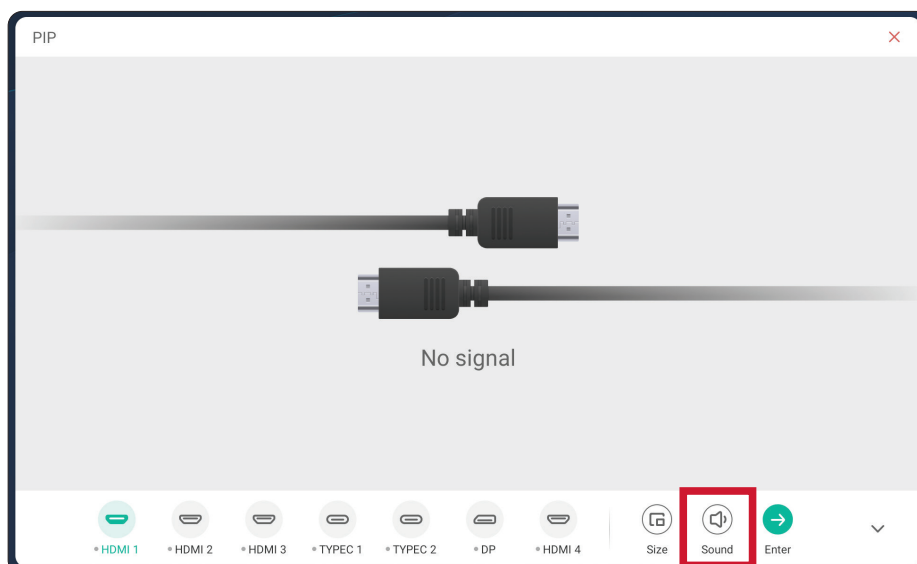 PIP
No signal
HDMI 1
HDMI 2
HDMI 3
TYPEC 1
TYPEC 2
DP
HDMI 4
Size
Sound
Enter